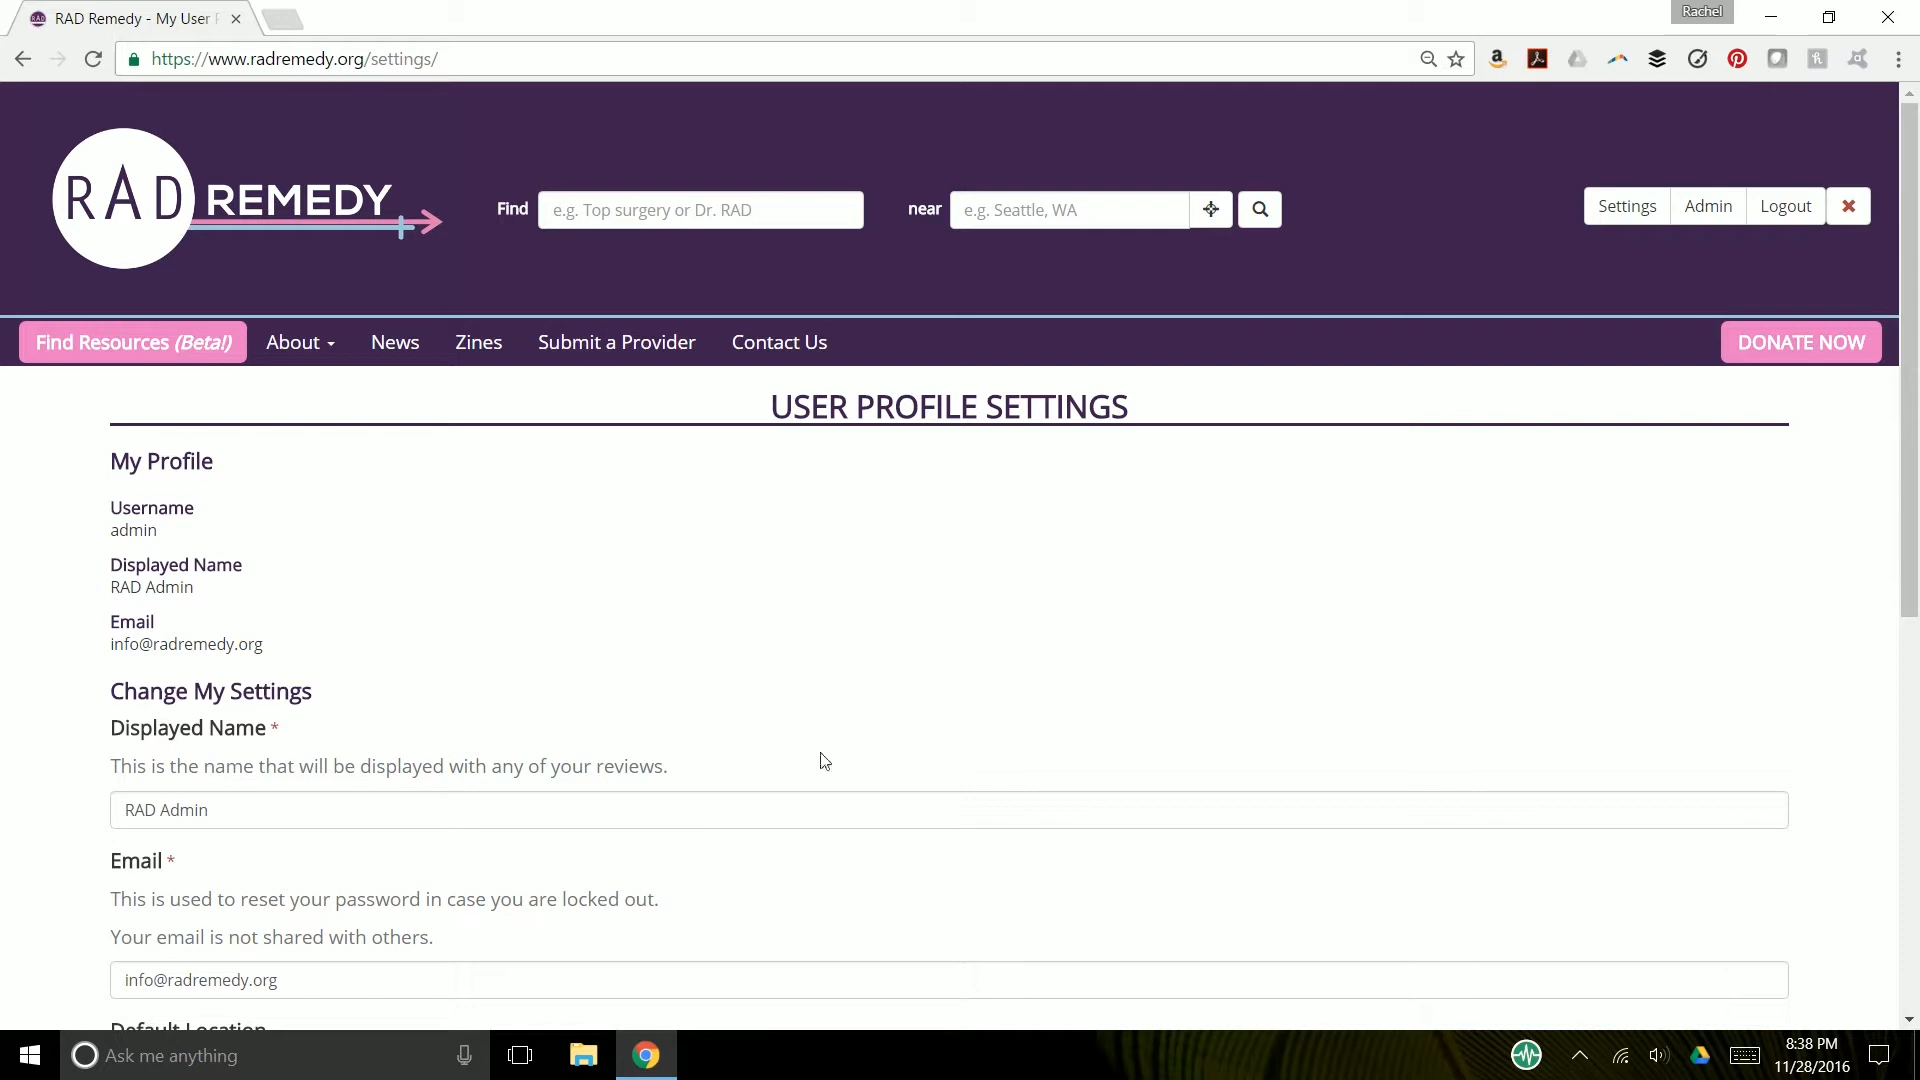 RAD Remedy - My User
Rachel
https://www.radremedy.org/settings/
RAD REMEDY
Find
e.g. Top surgery or Dr. RAD
near
e.g. Seattle, WA
Settings
Admin
Logout
Find Resources (Beta!)
About
News
Zines
Submit a Provider
Contact Us
DONATE NOW
USER PROFILE SETTINGS
My Profile
Username
admin
Displayed Name
RAD Admin
Email
info@radremedy.org
Change My Settings
Displayed Name *
This is the name that will be displayed with any of your reviews.
RAD Admin
Email *
This is used to reset your password in case you are locked out.
Your email is not shared with others.
info@radremedy.org
Default Location
Ask me anything
8:38 PM
11/28/2016